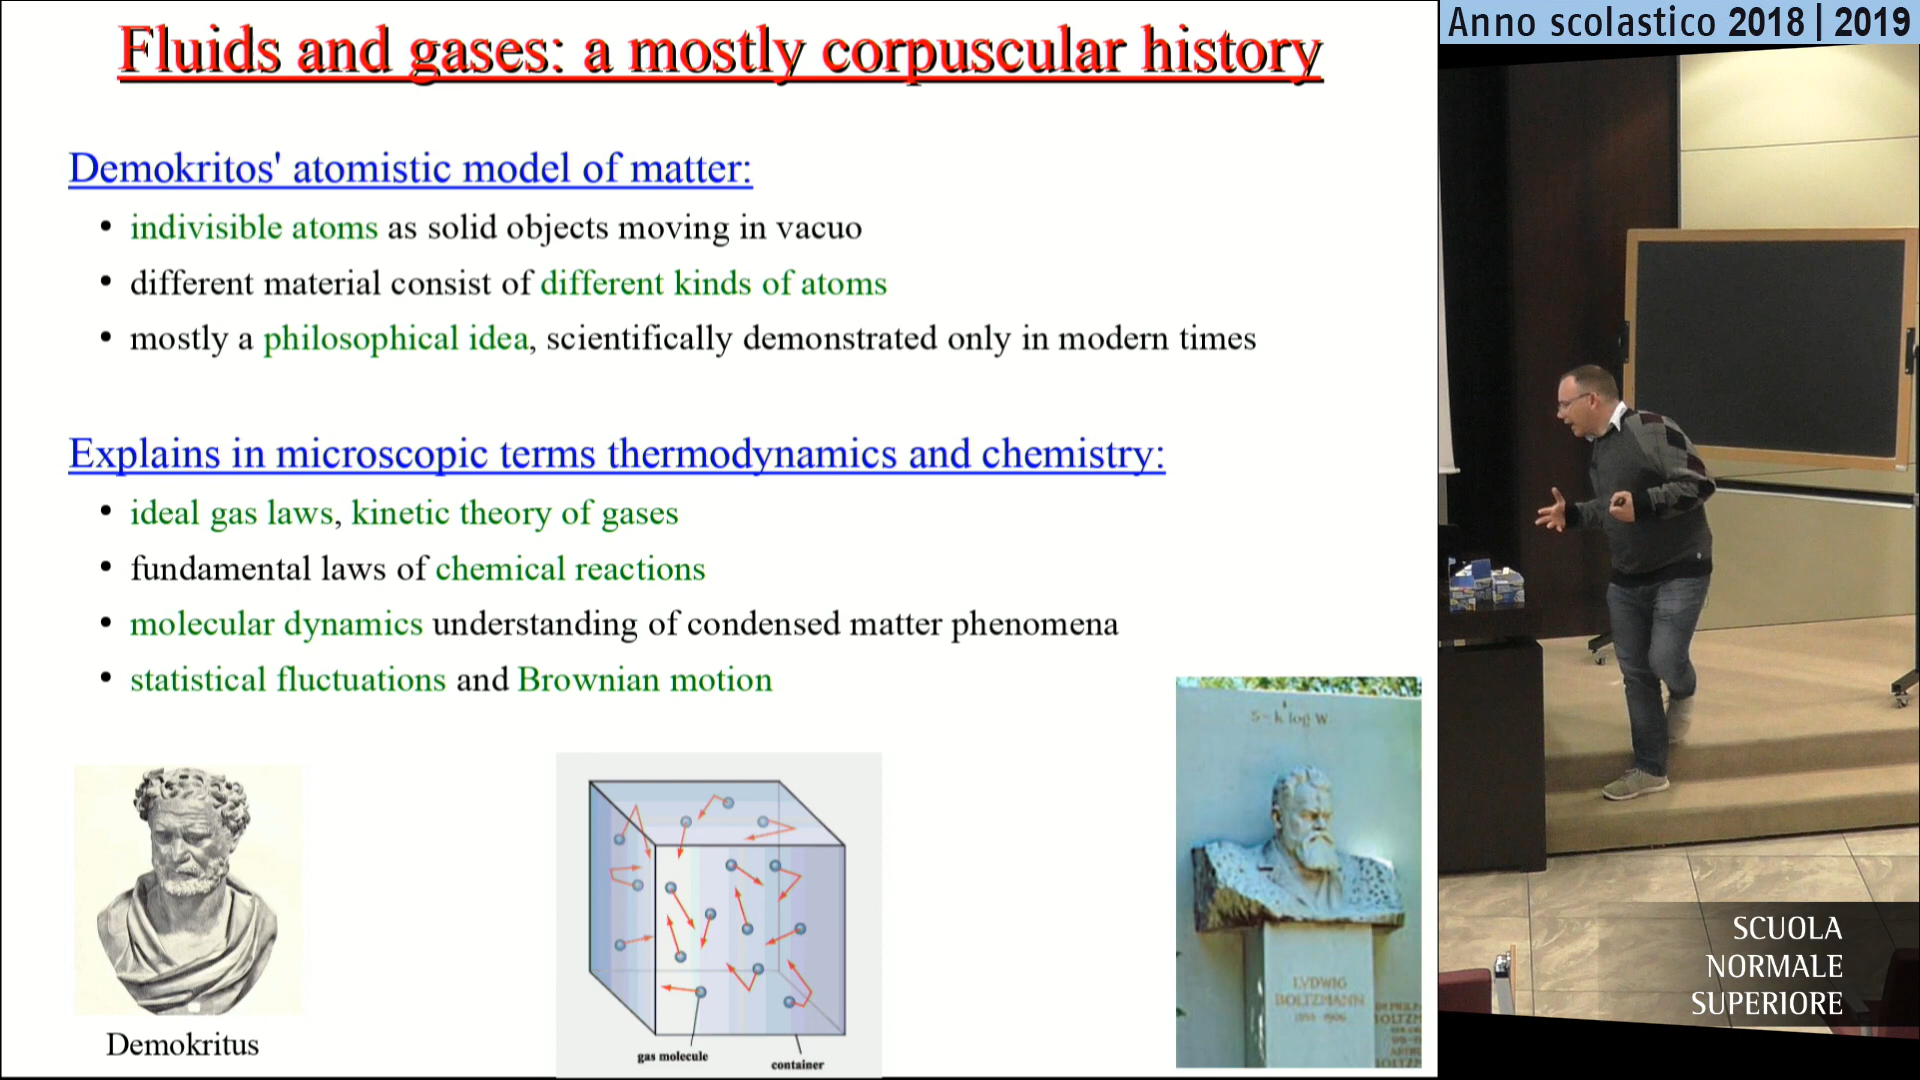 Fluids and gases: a mostly corpuscular history
Anno scolastico 2018 | 2019
Demokritos' atomistic model of matter:
• indivisible atoms as solid objects moving in vacuo
• different material consist of different kinds of atoms
• mostly a philosophical idea, scientifically demonstrated only in modern times
Explains in microscopic terms thermodynamics and chemistry:
• ideal gas laws, kinetic theory of gases
• fundamental laws of chemical reactions
• molecular dynamics understanding of condensed matter phenomena
• statistical fluctuations and Brownian motion
Demokritus
gas molecule
container
S = k log W
LVDWIG
BOLTZMANN
SCUOLA
NORMALE
SUPERIORE